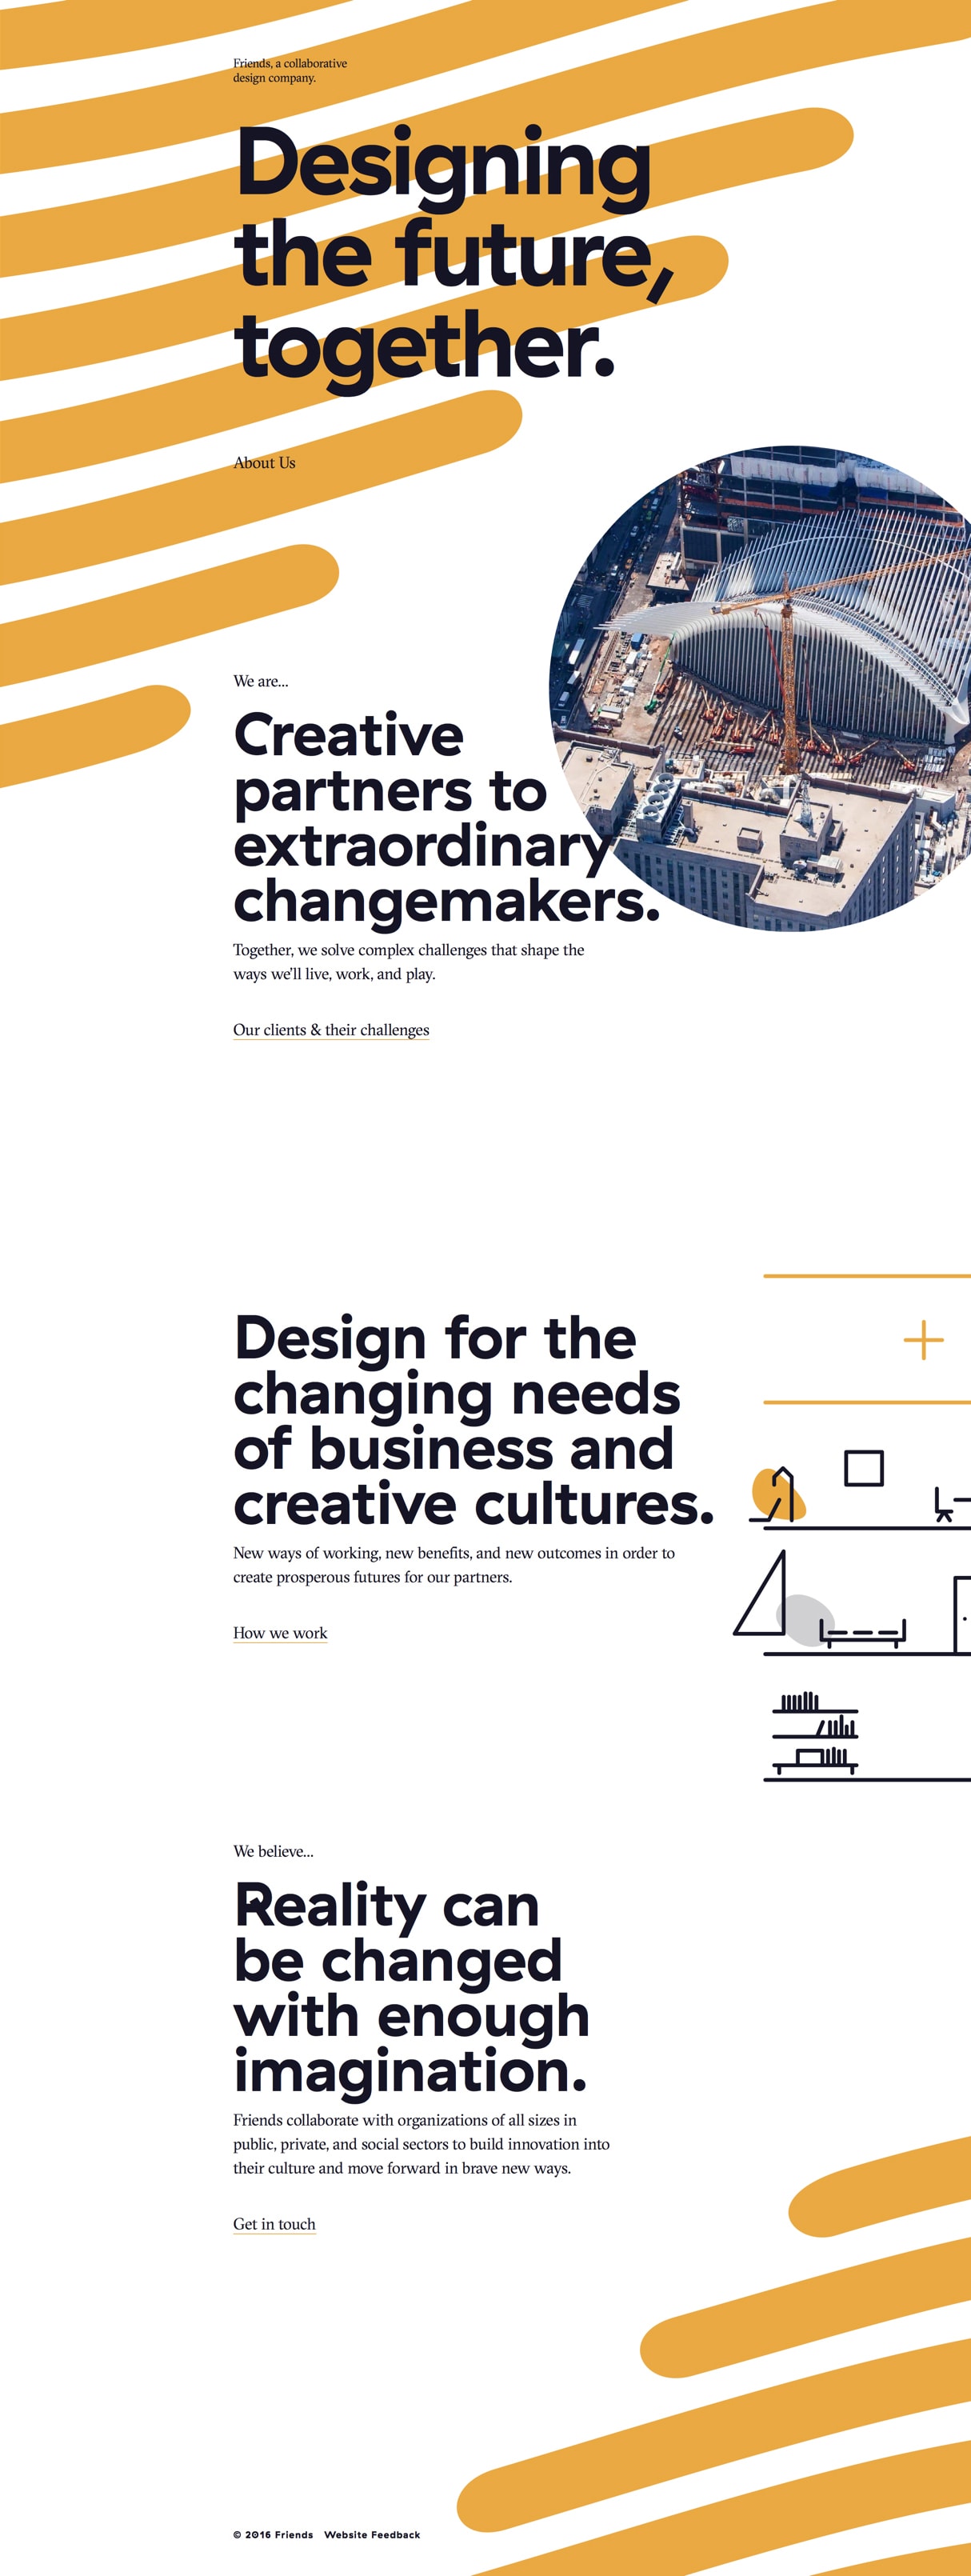 Friends, a collaborative
design company.
Designing
the future,
together.
About Us
We are...
Creative
partners to
extraordinary
changemakers.
Together, we solve complex challenges that shape the
ways we'll live, work, and play.
Our clients & their challenges
Design for the
changing needs
of business and
creative cultures.
New ways of working, new benefits, and new outcomes in order to
create prosperous futures for our partners.
How we work
We believe...
Reality can
be changed
with enough
imagination.
Friends collaborate with organizations of all sizes in
public, private, and social sectors to build innovation into
their culture and move forward in brave new ways.
Get in touch
© 2016 Friends Website Feedback